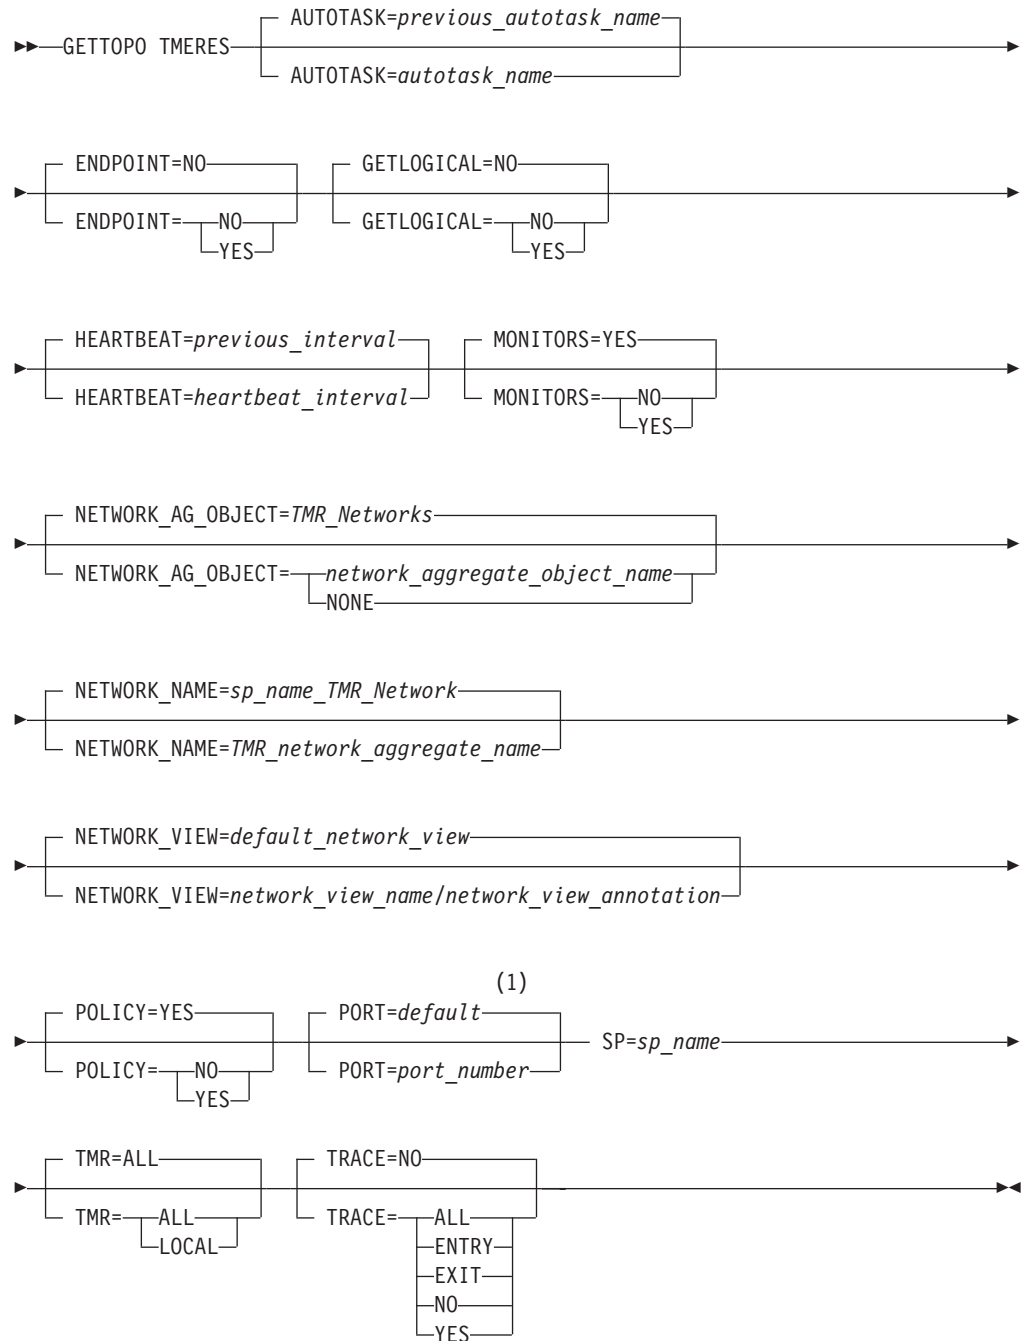 AUTOTASK=previous_autotask_name
GETTOPO TMERES
AUTOTASK=autotask_name
ENDPOINT=NO GETLOGICAL=NO
ENDPOINT= NO GETLOGICAL= NO
YES YES
HEARTBEAT=previous_interval MONITORS=YES
HEARTBEAT=heartbeat_interval MONITORS= NO
YES
NETWORK_AG_OBJECT=TMR_Networks
NETWORK_AG_OBJECT= network_aggregate_object_name
NONE
NETWORK_NAME=sp_name_TMR_Network
NETWORK_NAME=TMR_network_aggregate_name
NETWORK_VIEW=default_network_view
NETWORK_VIEW=network_view_name/network_view_annotation
(1)
POLICY=YES PORT=default
SP=sp_name
POLICY= NO PORT=port_number
YES
TMR=ALL TRACE=NO
TMR= ALL TRACE= ALL
LOCAL ENTRY
EXIT
NO
YES